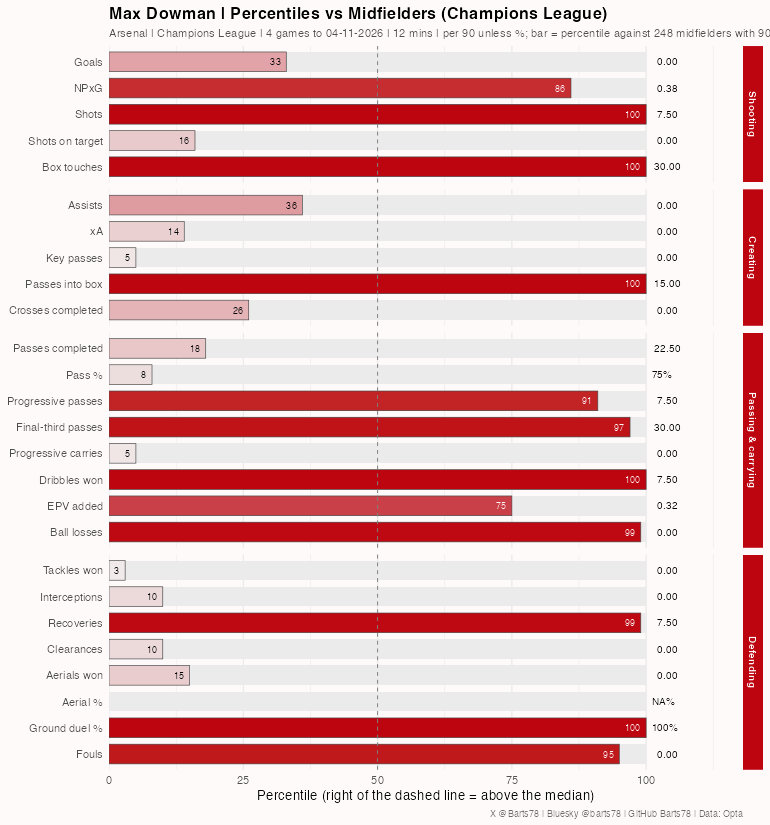 Max Dowman | Percentiles vs Midfielders (Champions League)
Arsenal | Champions League | 4 games to 04-11-2026 | 12 mins | per 90 unless %; bar = percentile against 248 midfielders with 90
Goals 33 0.00
NPxG 86 0.38
Shots 100 7.50
Shots on target 16 0.00
Box touches 100 30.00
Shooting
Assists 36 0.00
xA 14 0.00
Key passes 5 0.00
Passes into box 100 15.00
Crosses completed 26 0.00
Creating
Passes completed 18 22.50
Pass % 8 75%
Progressive passes 91 7.50
Final-third passes 97 30.00
Progressive carries 5 0.00
Dribbles won 100 7.50
EPV added 75 0.32
Ball losses 99 0.00
Passing & carrying
Tackles won 3 0.00
Interceptions 10 0.00
Recoveries 99 7.50
Clearances 10 0.00
Aerials won 15 0.00
Aerial % NA%
Ground duel % 100 100%
Fouls 95 0.00
Defending
0 25 50 75 100
Percentile (right of the dashed line = above the median)
X @Barts78 | Bluesky @barts78 | GitHub Barts78 | Data: Opta